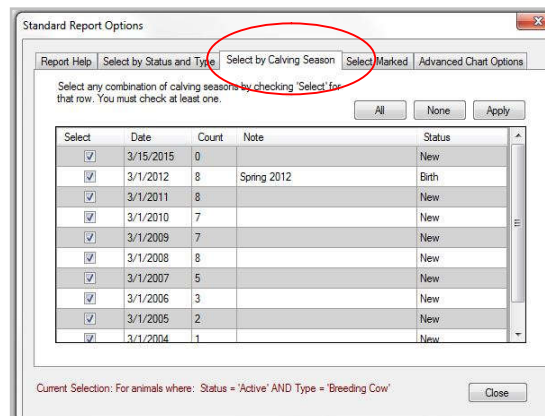 Standard Report Options
Report Help Select by Status and Type Select by Calving Season Select Marked Advanced Chart Options
Select any combination of calving seasons by checking 'Select' for
that row. You must check at least one.
All None Apply
Select Date Count Note Status
3/15/2015 0 New
3/1/2012 8 Spring 2012 Birth
3/1/2011 8 New
3/1/2010 7 New
3/1/2009 7 New
3/1/2008 8 New
3/1/2007 5 New
3/1/2006 3 New
3/1/2005 2 New
3/1/2004 1 New
Current Selection: For animals where: Status = 'Active' AND Type = 'Breeding Cow'
Close